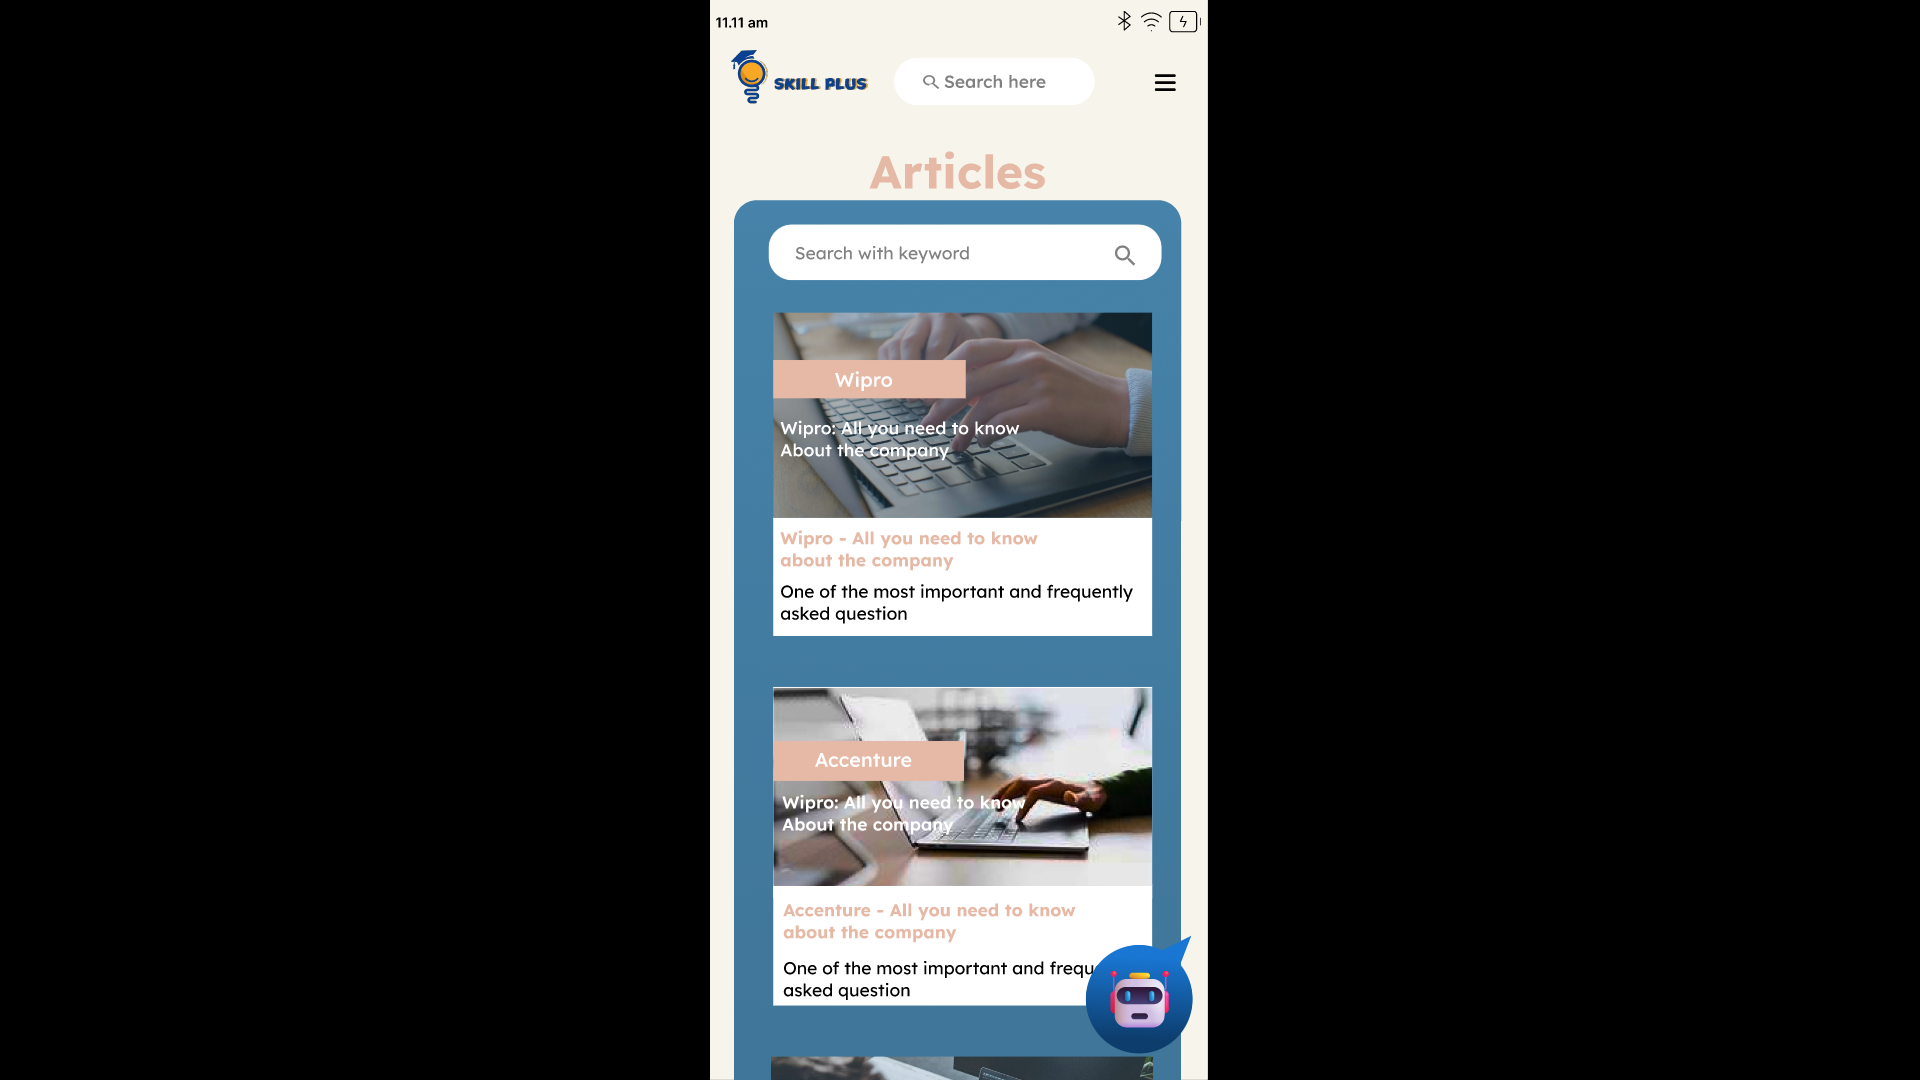 11.11 am
SKILL PLUS
Search here
Articles
Search with keyword
Wipro
Wipro: All you need to know
About the company
Wipro - All you need to know
about the company
One of the most important and frequently
asked question
Accenture
Wipro: All you need to know
About the company
Accenture - All you need to know
about the company
One of the most important and frequ
asked question